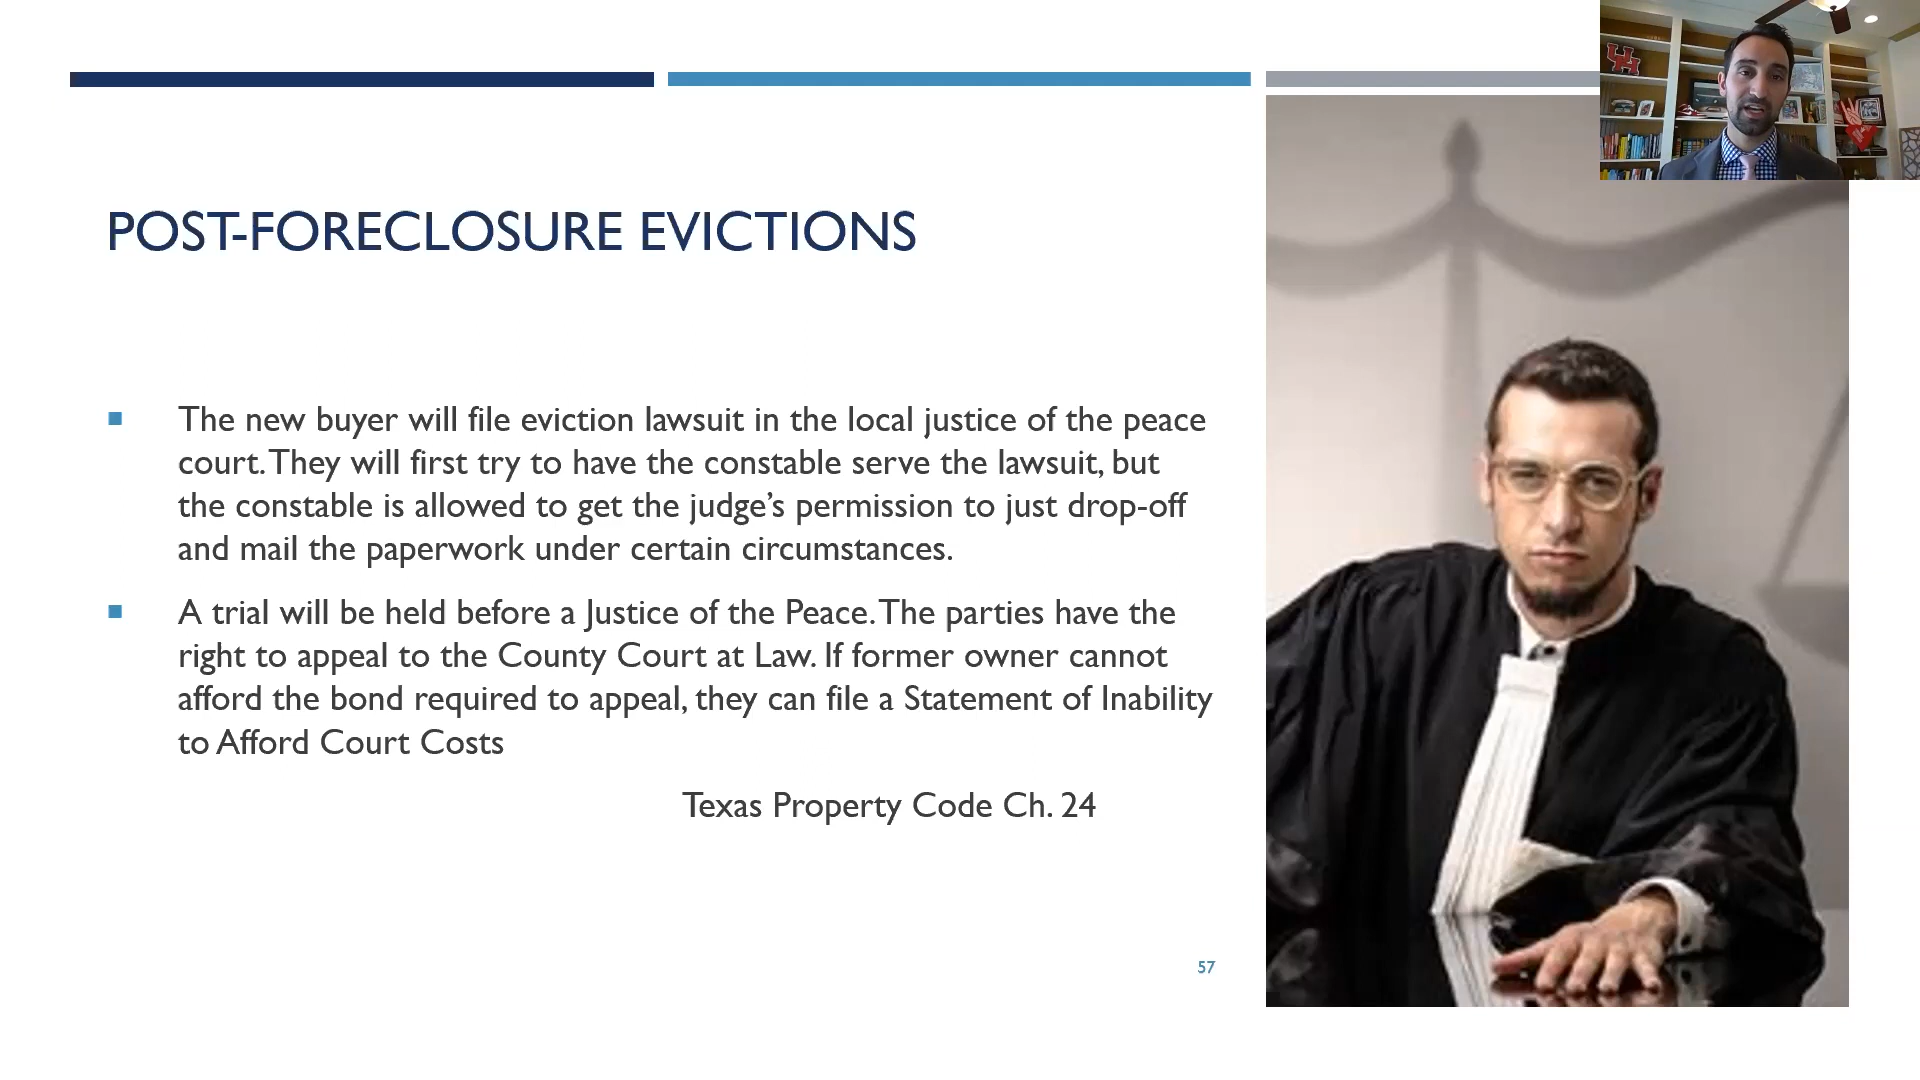 POST-FORECLOSURE EVICTIONS
The new buyer will file eviction lawsuit in the local justice of the peace
court. They will first try to have the constable serve the lawsuit, but
the constable is allowed to get the judge’s permission to just drop-off
and mail the paperwork under certain circumstances.
A trial will be held before a Justice of the Peace. The parties have the
right to appeal to the County Court at Law. If former owner cannot
afford the bond required to appeal, they can file a Statement of Inability
to Afford Court Costs
Texas Property Code Ch. 24
57
UH